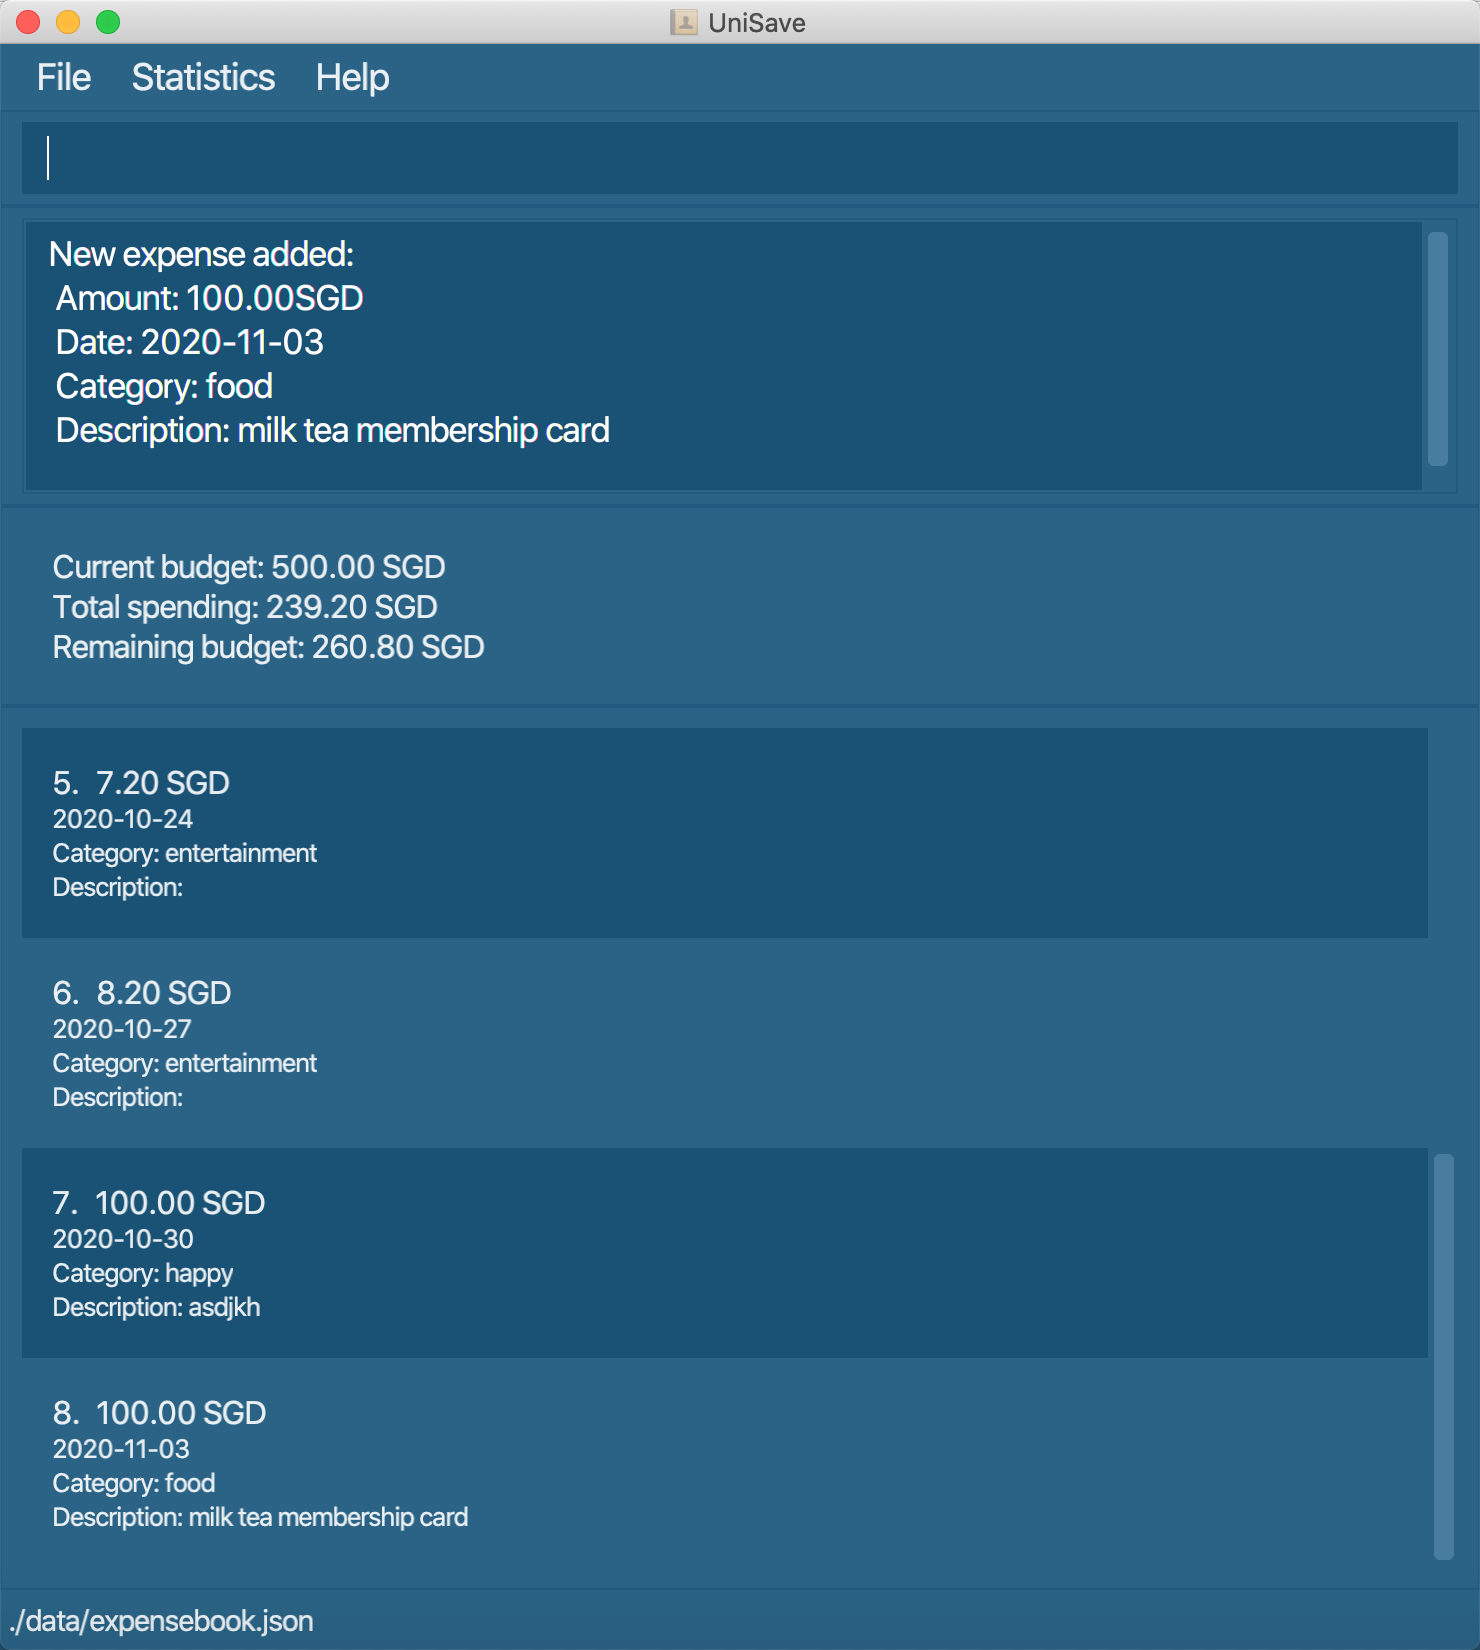 UniSave
File Statistics Help
New expense added:
Amount: 100.00SGD
Date: 2020-11-03
Category: food
Description: milk tea membership card
Current budget: 500.00 SGD
Total spending: 239.20 SGD
Remaining budget: 260.80 SGD
5. 7.20 SGD
2020-10-24
Category: entertainment
Description:
6. 8.20 SGD
2020-10-27
Category: entertainment
Description:
7. 100.00 SGD
2020-10-30
Category: happy
Description: asdjkh
8. 100.00 SGD
2020-11-03
Category: food
Description: milk tea membership card
./data/expensebook.json